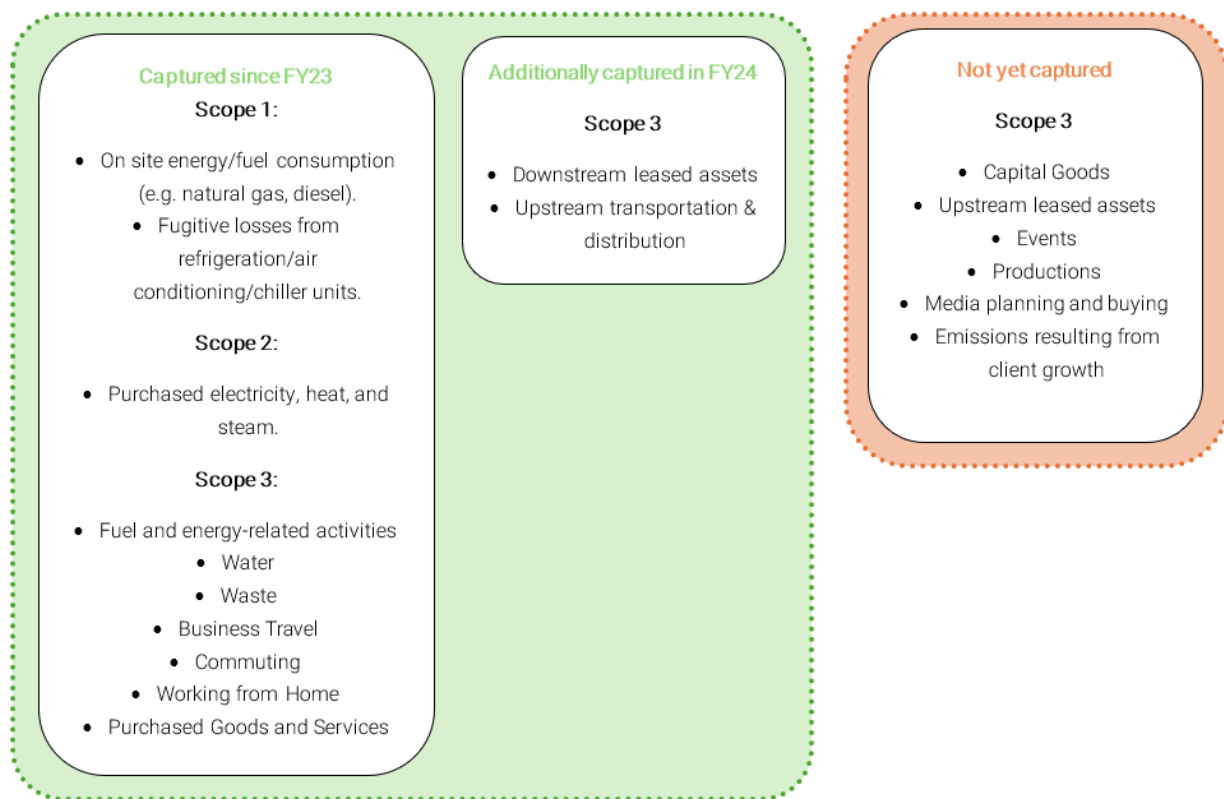 Captured since FY23
Scope 1:
• On site energy/fuel consumption
(e.g. natural gas, diesel).
• Fugitive losses from
refrigeration/air
conditioning/chiller units.
Scope 2:
• Purchased electricity, heat, and
steam.
Scope 3:
• Fuel and energy-related activities
• Water
• Waste
• Business Travel
• Commuting
• Working from Home
• Purchased Goods and Services
Additionally captured in FY24
Scope 3
• Downstream leased assets
• Upstream transportation &
distribution
Not yet captured
Scope 3
• Capital Goods
• Upstream leased assets
• Events
• Productions
• Media planning and buying
• Emissions resulting from
client growth